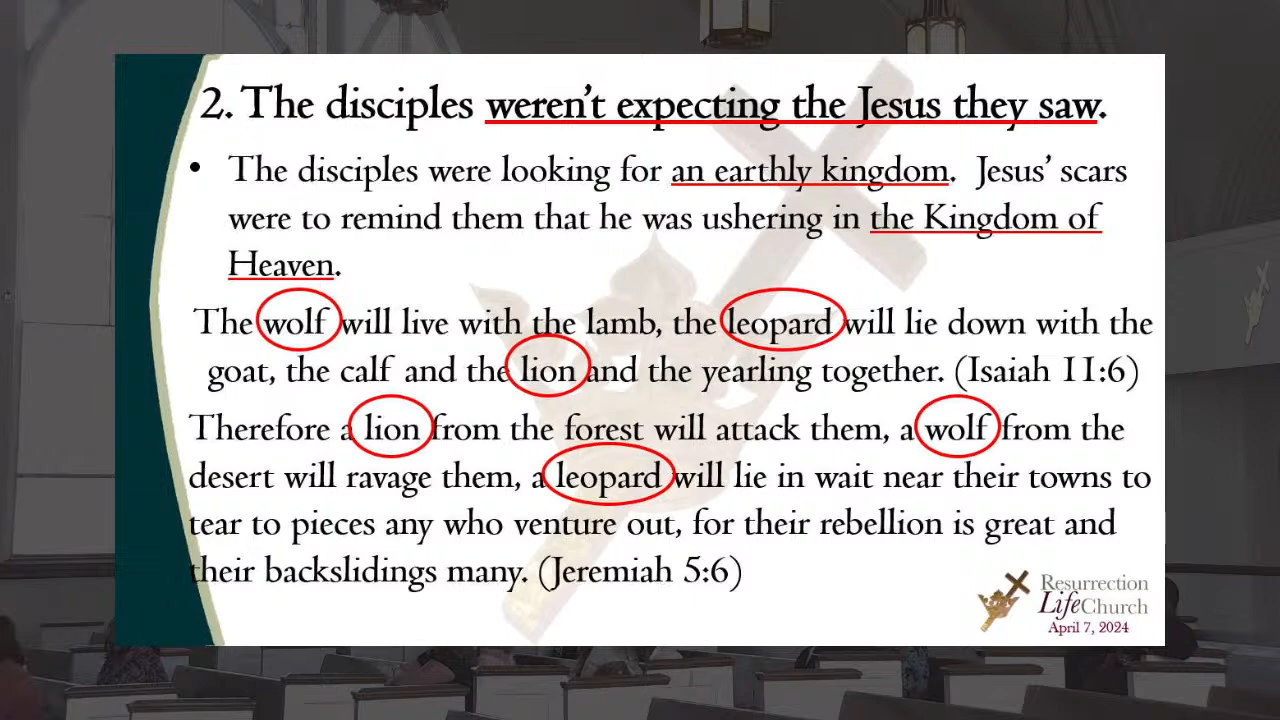 2. The disciples weren't expecting the Jesus they saw.
• The disciples were looking for an earthly kingdom. Jesus' scars
were to remind them that he was ushering in the Kingdom of
Heaven.
The wolf will live with the lamb, the leopard will lie down with the
goat, the calf and the lion and the yearling together. (Isaiah 11:6)
Therefore a lion from the forest will attack them, a wolf from the
desert will ravage them, a leopard will lie in wait near their towns to
tear to pieces any who venture out, for their rebellion is great and
their backslidings many. (Jeremiah 5:6)
Resurrection
LifeChurch
April 7, 2024